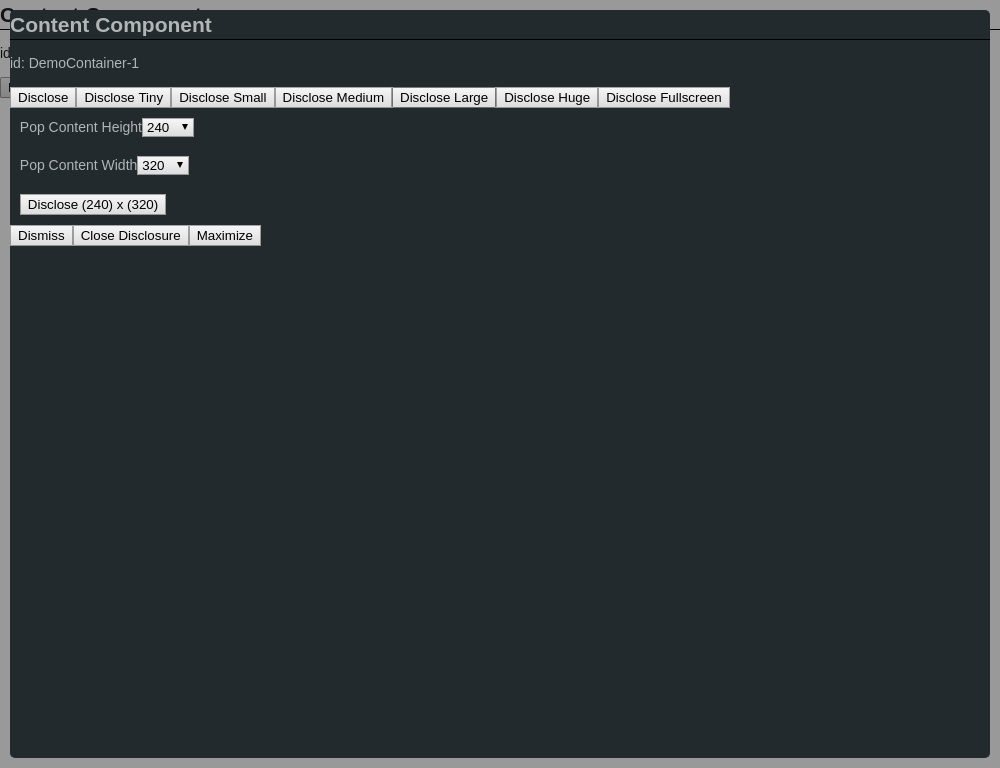 Content Component
id: DemoContainer-1
Disclose Disclose Tiny Disclose Small Disclose Medium Disclose Large Disclose Huge Disclose Fullscreen
Pop Content Height 240
Pop Content Width 320
Disclose (240) x (320)
Dismiss Close Disclosure Maximize